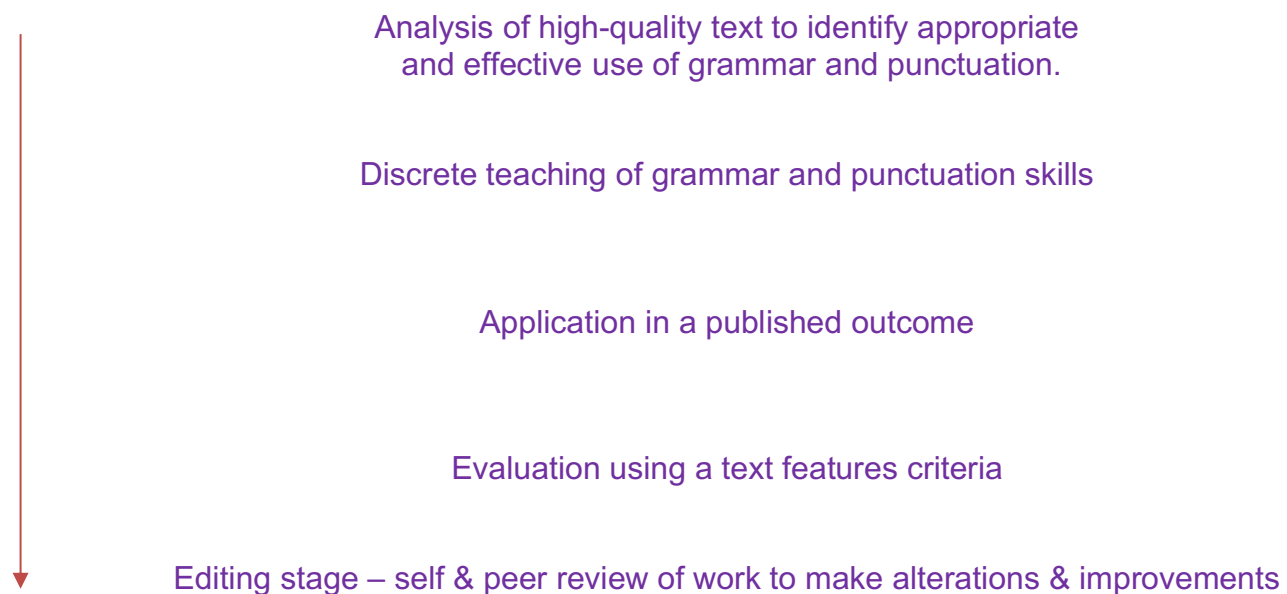 Analysis of high-quality text to identify appropriate
and effective use of grammar and punctuation.
Discrete teaching of grammar and punctuation skills
Application in a published outcome
Evaluation using a text features criteria
Editing stage – self & peer review of work to make alterations & improvements